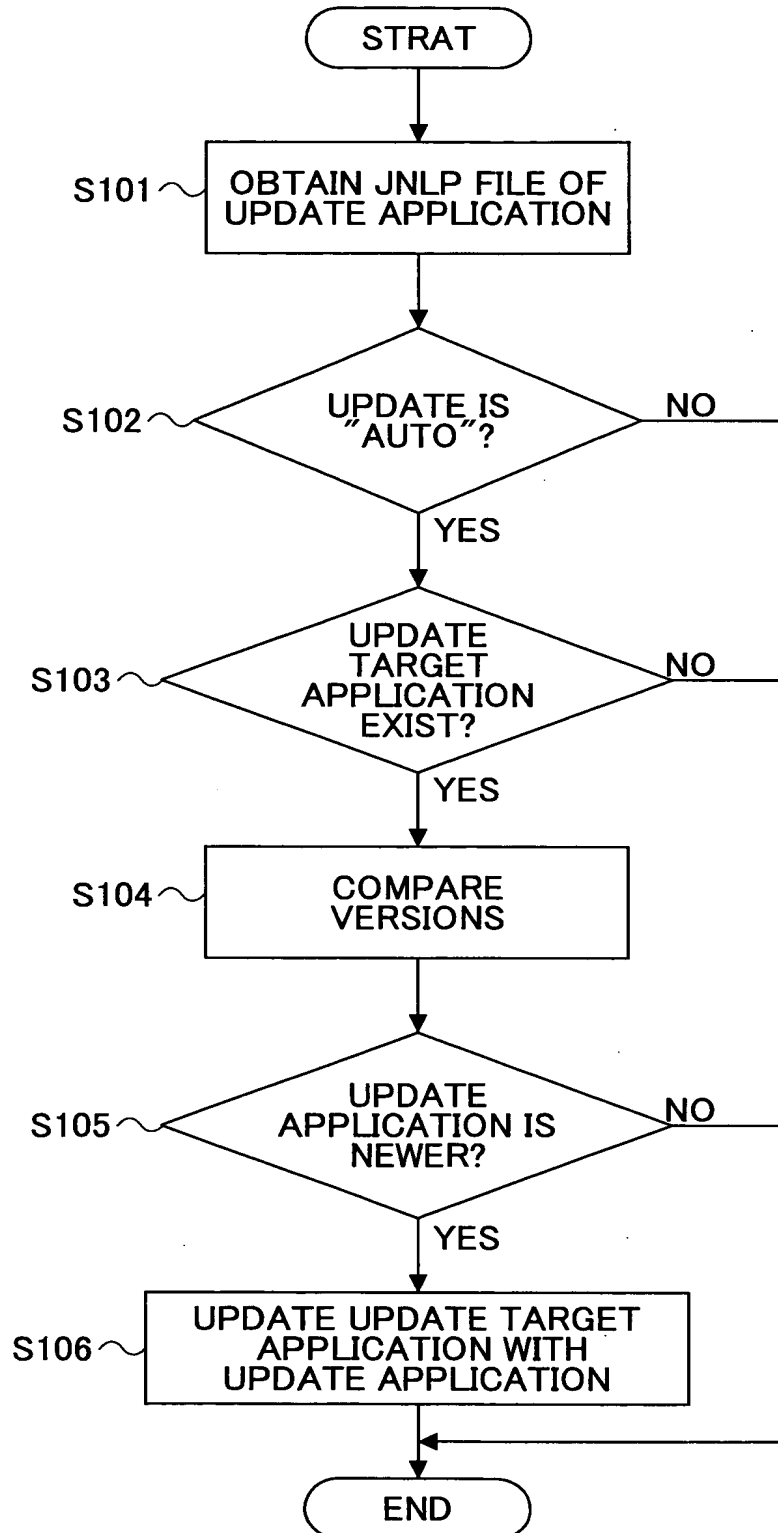 STRAT
S101
OBTAIN JNLP FILE OF
UPDATE APPLICATION
S102
UPDATE IS
"AUTO"?
NO
YES
S103
UPDATE
TARGET
APPLICATION
EXIST?
NO
YES
S104
COMPARE
VERSIONS
S105
UPDATE
APPLICATION IS
NEWER?
NO
YES
S106
UPDATE UPDATE TARGET
APPLICATION WITH
UPDATE APPLICATION
END